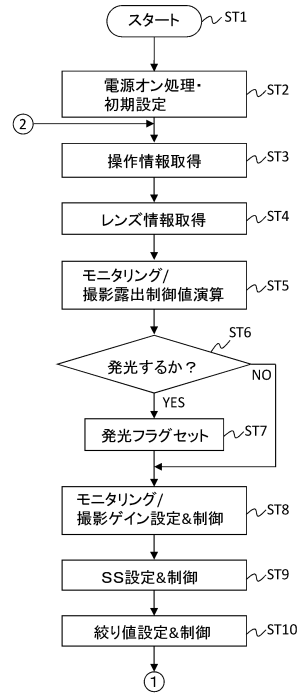 スタート
ST1
電源オン処理・
初期設定
ST2
②
操作情報取得
ST3
レンズ情報取得
ST4
モニタリング/
撮影露出制御値演算
ST5
発光するか？
ST6
NO
YES
発光フラグセット
ST7
モニタリング/
撮影ゲイン設定&制御
ST8
ＳＳ設定&制御
ST9
絞り値設定&制御
ST10
①